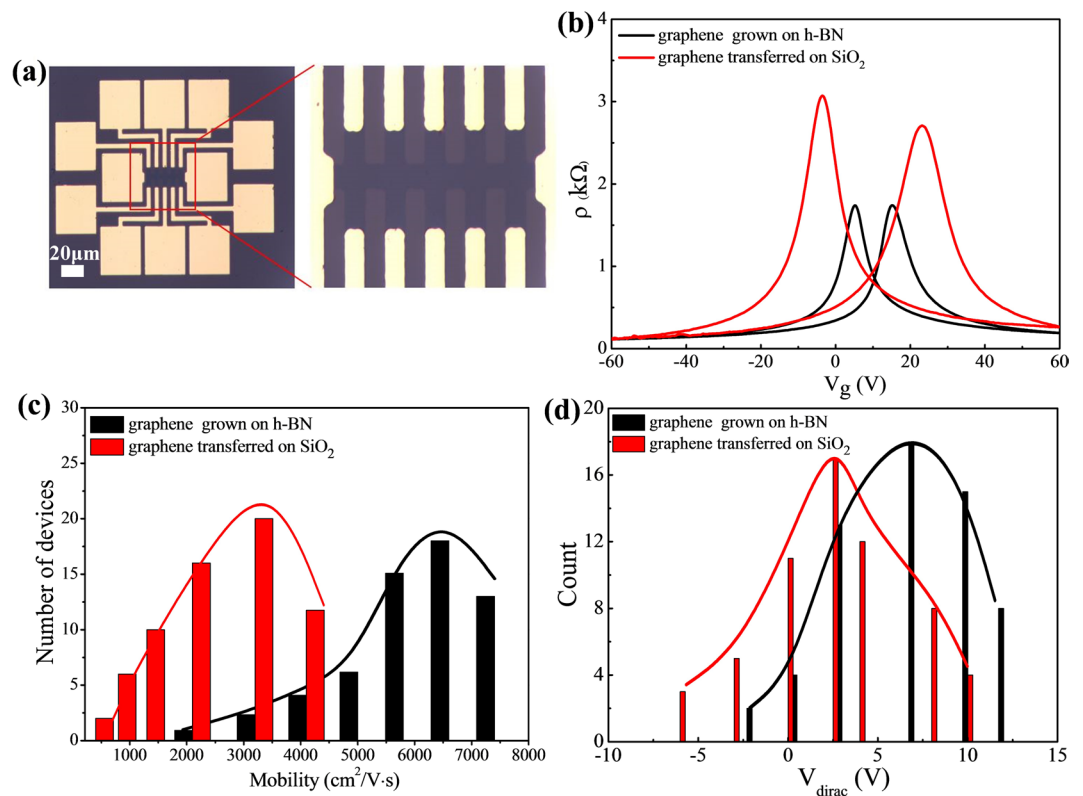 (a)
20μm
(b)
graphene grown on h-BN
graphene transferred on SiO₂
4
3
2
1
0
ρ (kΩ)
-60 -40 -20 0 20 40 60
Vg (V)
(c)
30
25
20
15
10
5
0
Number of devices
graphene grown on h-BN
graphene transferred on SiO₂
1000 2000 3000 4000 5000 6000 7000 8000
Mobility (cm²/V·s)
(d)
20
16
12
8
4
0
Count
graphene grown on h-BN
graphene transferred on SiO₂
-10 -5 0 5 10 15
V_dirac (V)